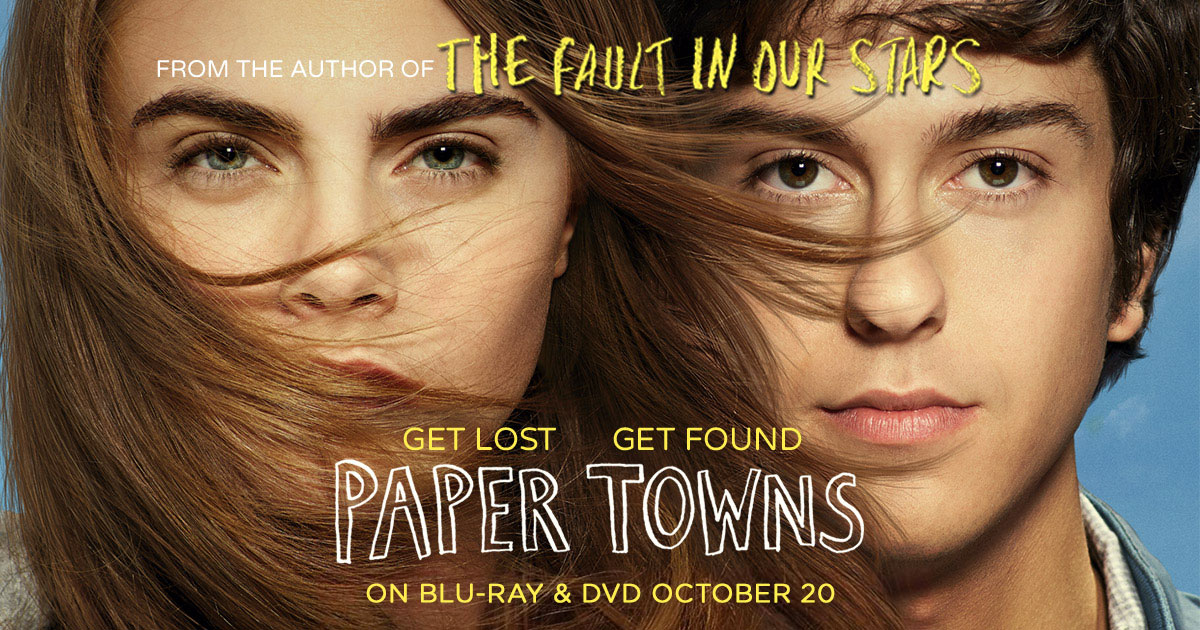 FROM THE AUTHOR OF THE FAULT IN OUR STARS
GET LOST GET FOUND
PAPER TOWNS
ON BLU-RAY & DVD OCTOBER 20